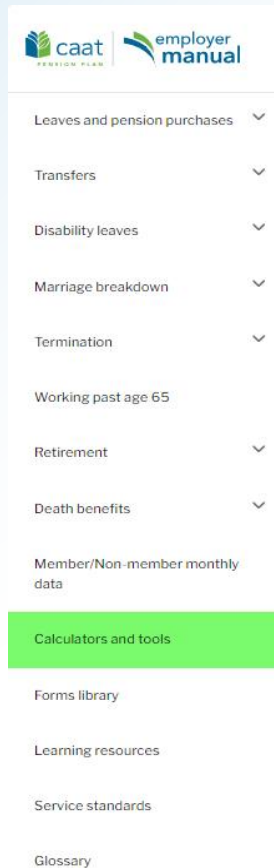 caat
PENSION PLAN
employer
manual
Leaves and pension purchases
Transfers
Disability leaves
Marriage breakdown
Termination
Working past age 65
Retirement
Death benefits
Member/Non-member monthly
data
Calculators and tools
Forms library
Learning resources
Service standards
Glossary